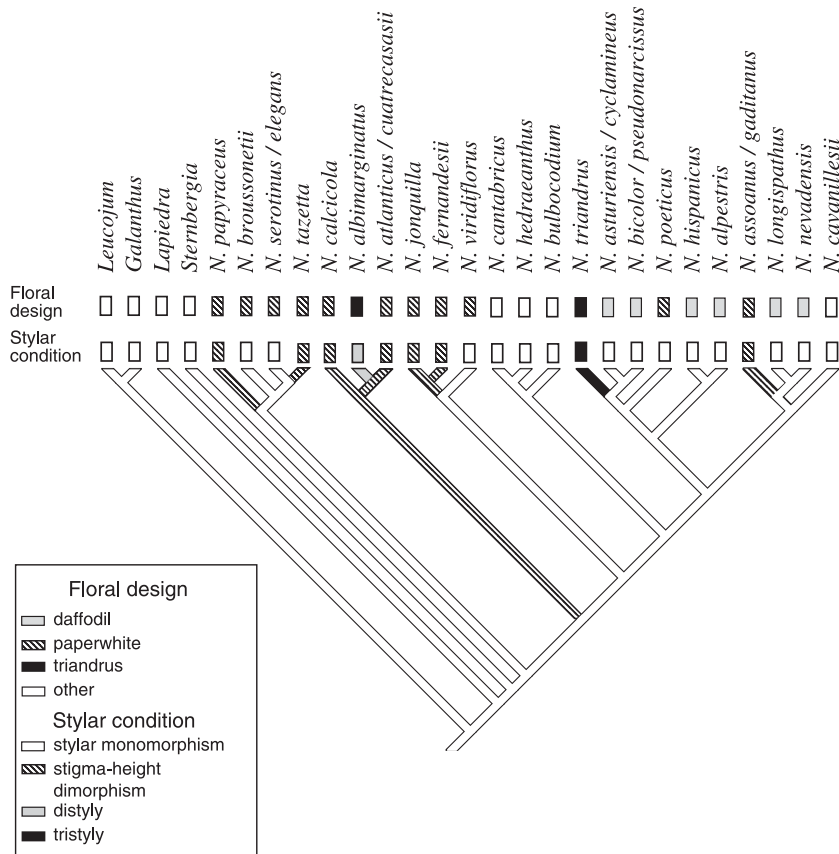 Leucojum
Galanthus
Lapiedra
Sternbergia
N. papyraceus
N. broussonetii
N. serotinus / elegans
N. tazetta
N. calcicola
N. albimarginatus
N. atlanticus / cuatrecasasii
N. jonquilla
N. fernandesii
N. viridiflorus
N. cantabricus
N. hedraeanthus
N. bulbocodium
N. triandrus
N. asturiensis / cyclamineus
N. bicolor / pseudonarcissus
N. poeticus
N. hispanicus
N. alpestris
N. assoanus / gaditanus
N. longispathus
N. nevadensis
N. cavanillesii
Floral
design
Stylar
condition
Floral design
daffodil
paperwhite
triandrus
other
Stylar condition
stylar monomorphism
stigma-height
dimorphism
distyly
tristyly